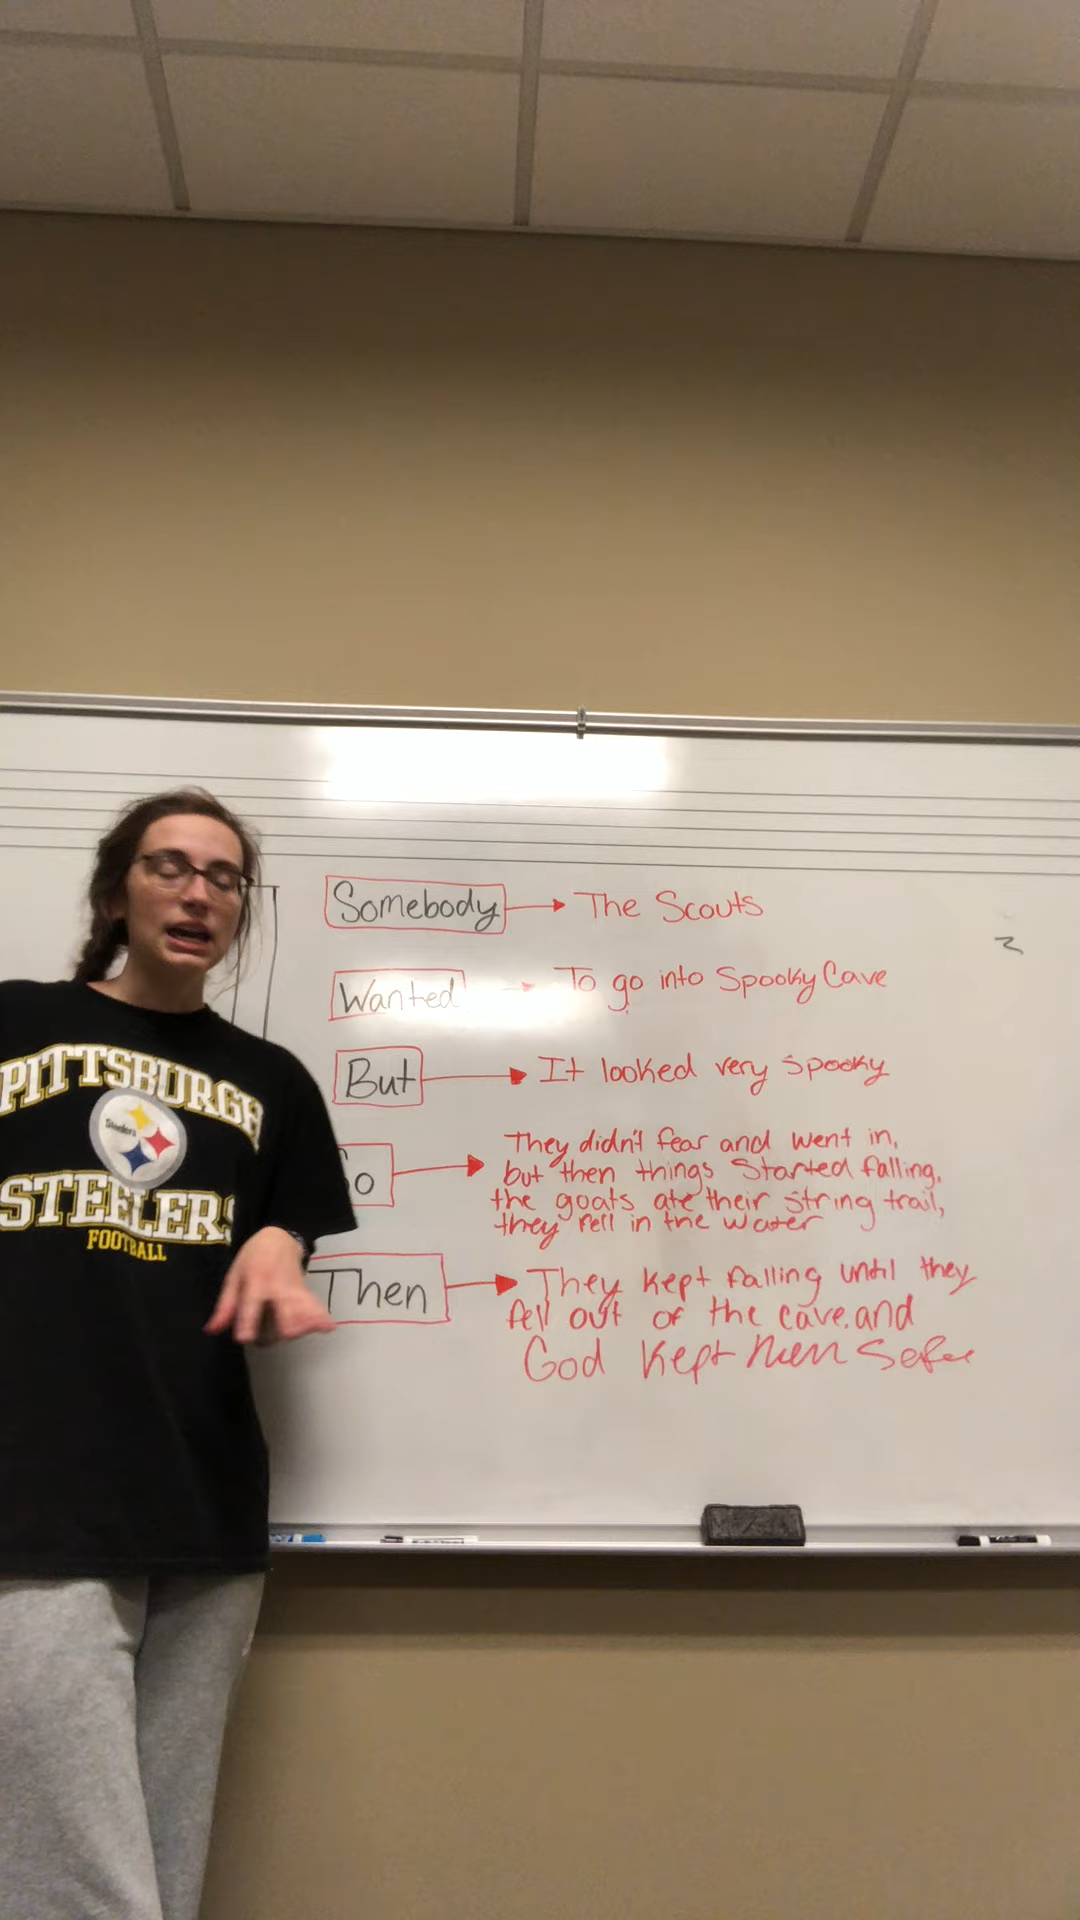 Somebody The Scouts
Wanted To go into Spooky Cave
But It looked very spooky
So They didn't fear and went in,
but then things started falling,
the goats ate their string trail,
they fell in the water
Then They kept falling until they
fell out of the cave. and
God kept them safe
PITTSBURGH
Steelers
STEELERS
FOOTBALL